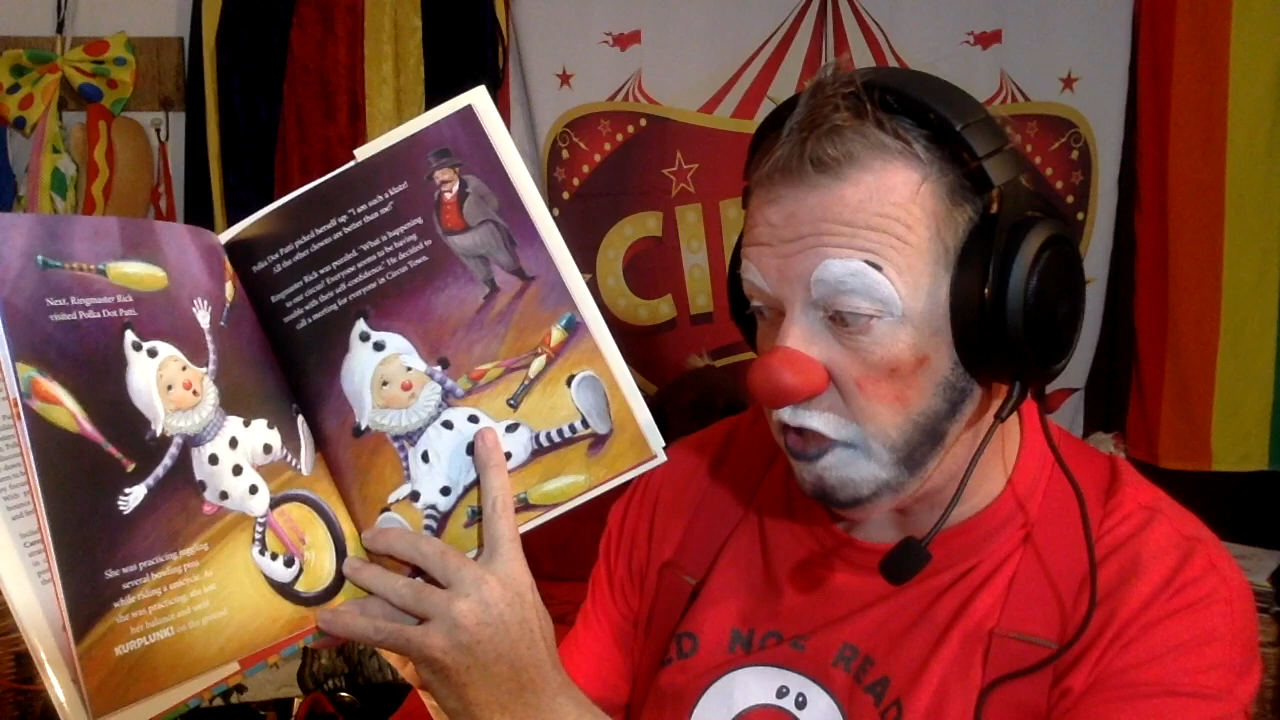 Next, Ringmaster Rick
visited Polka Dot Patti.
She was practicing juggling
several bowling pins
while riding a unicycle. As
she was practicing, she lost
her balance and went
KURPLUNK! on the ground.
Polka Dot Patti picked herself up. "I am such a klutz!
All the other clowns are better than me!"
Ringmaster Rick was puzzled. "What is happening
to our circus? Everyone seems to be having
trouble with their self-confidence." He decided to
call a meeting for everyone in Circus Town.
CI
NOSE READ